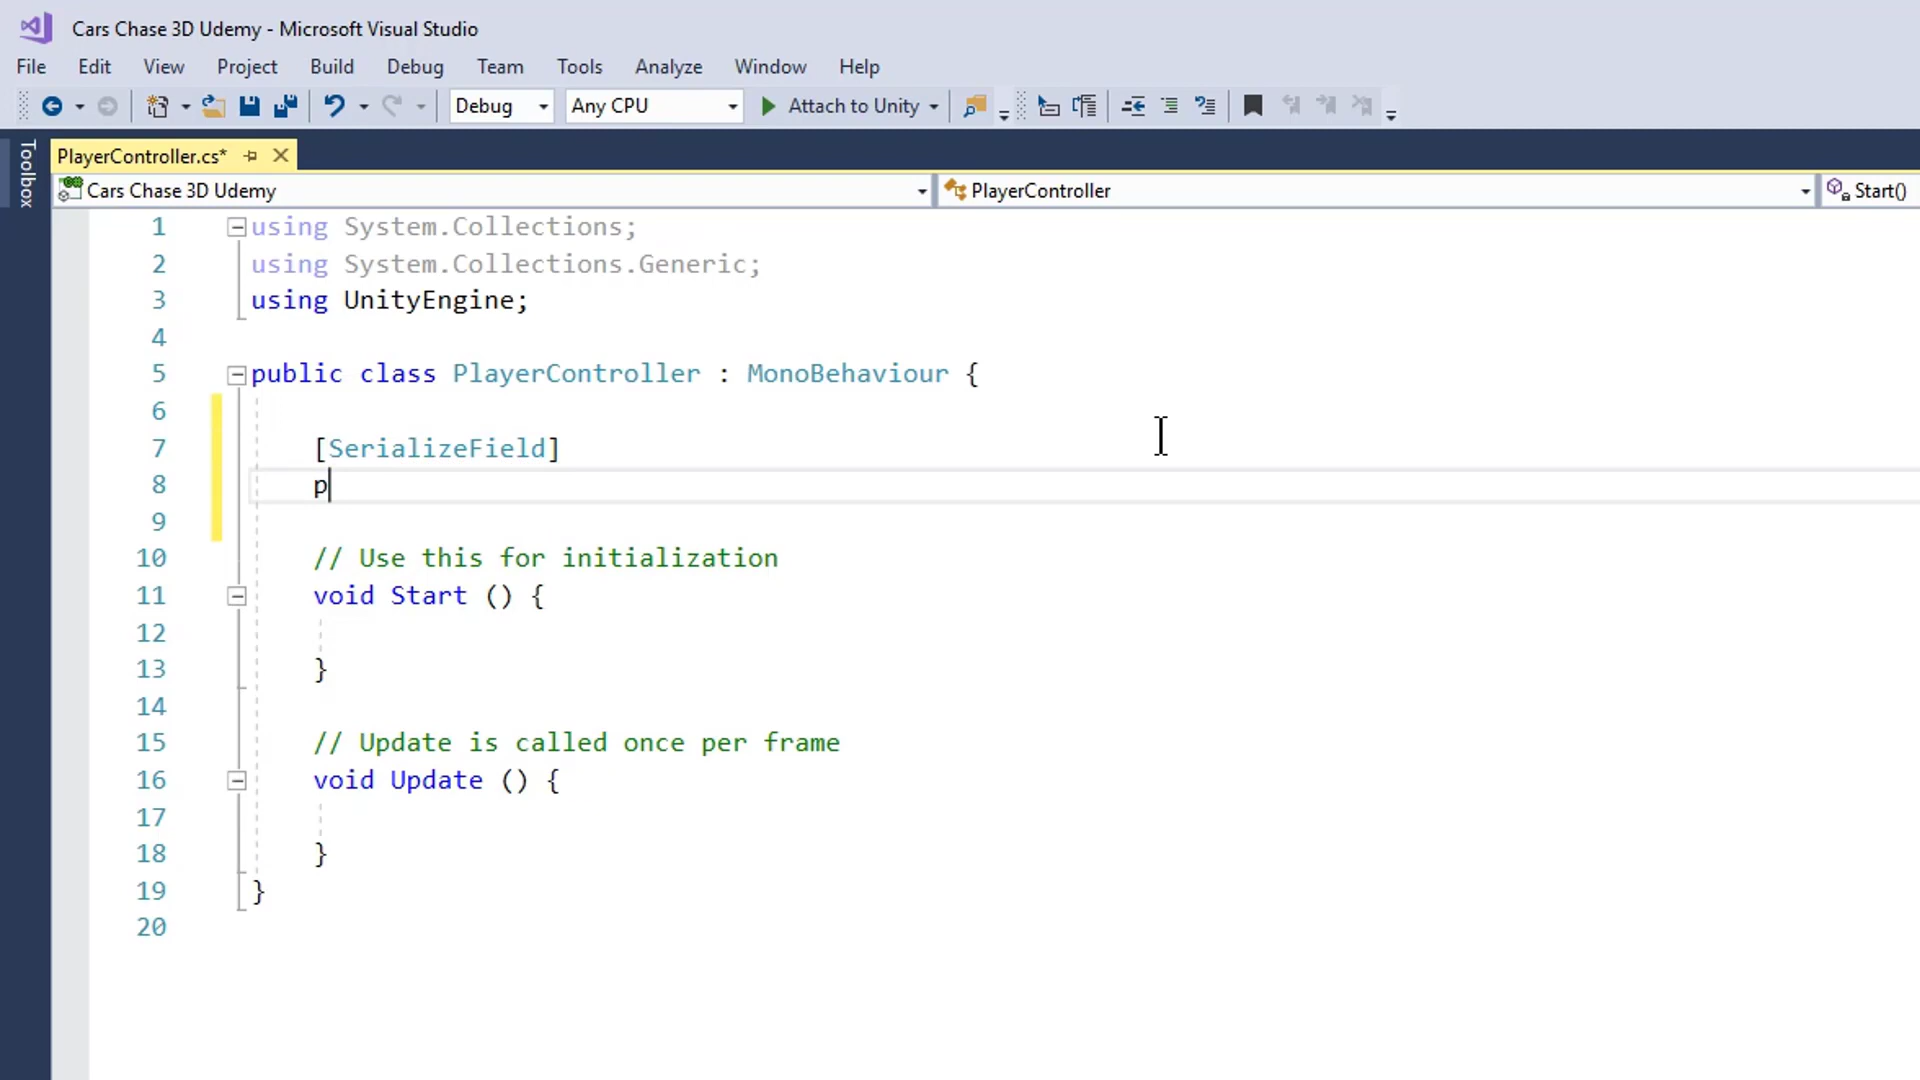 Cars Chase 3D Udemy - Microsoft Visual Studio
File Edit View Project Build Debug Team Tools Analyze Window Help
Debug Any CPU Attach to Unity
Toolbox
PlayerController.cs*
Cars Chase 3D Udemy PlayerController Start()
1 using System.Collections;
2 using System.Collections.Generic;
3 using UnityEngine;
4
5 public class PlayerController : MonoBehaviour {
6
7 [SerializeField]
8 p
9
10 // Use this for initialization
11 void Start () {
12
13 }
14
15 // Update is called once per frame
16 void Update () {
17
18 }
19 }
20